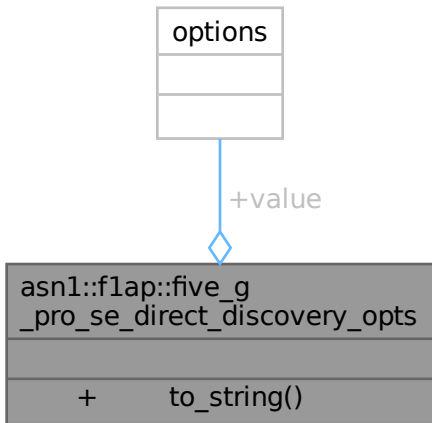 options
+value
asn1::f1ap::five_g
_pro_se_direct_discovery_opts
+ to_string()